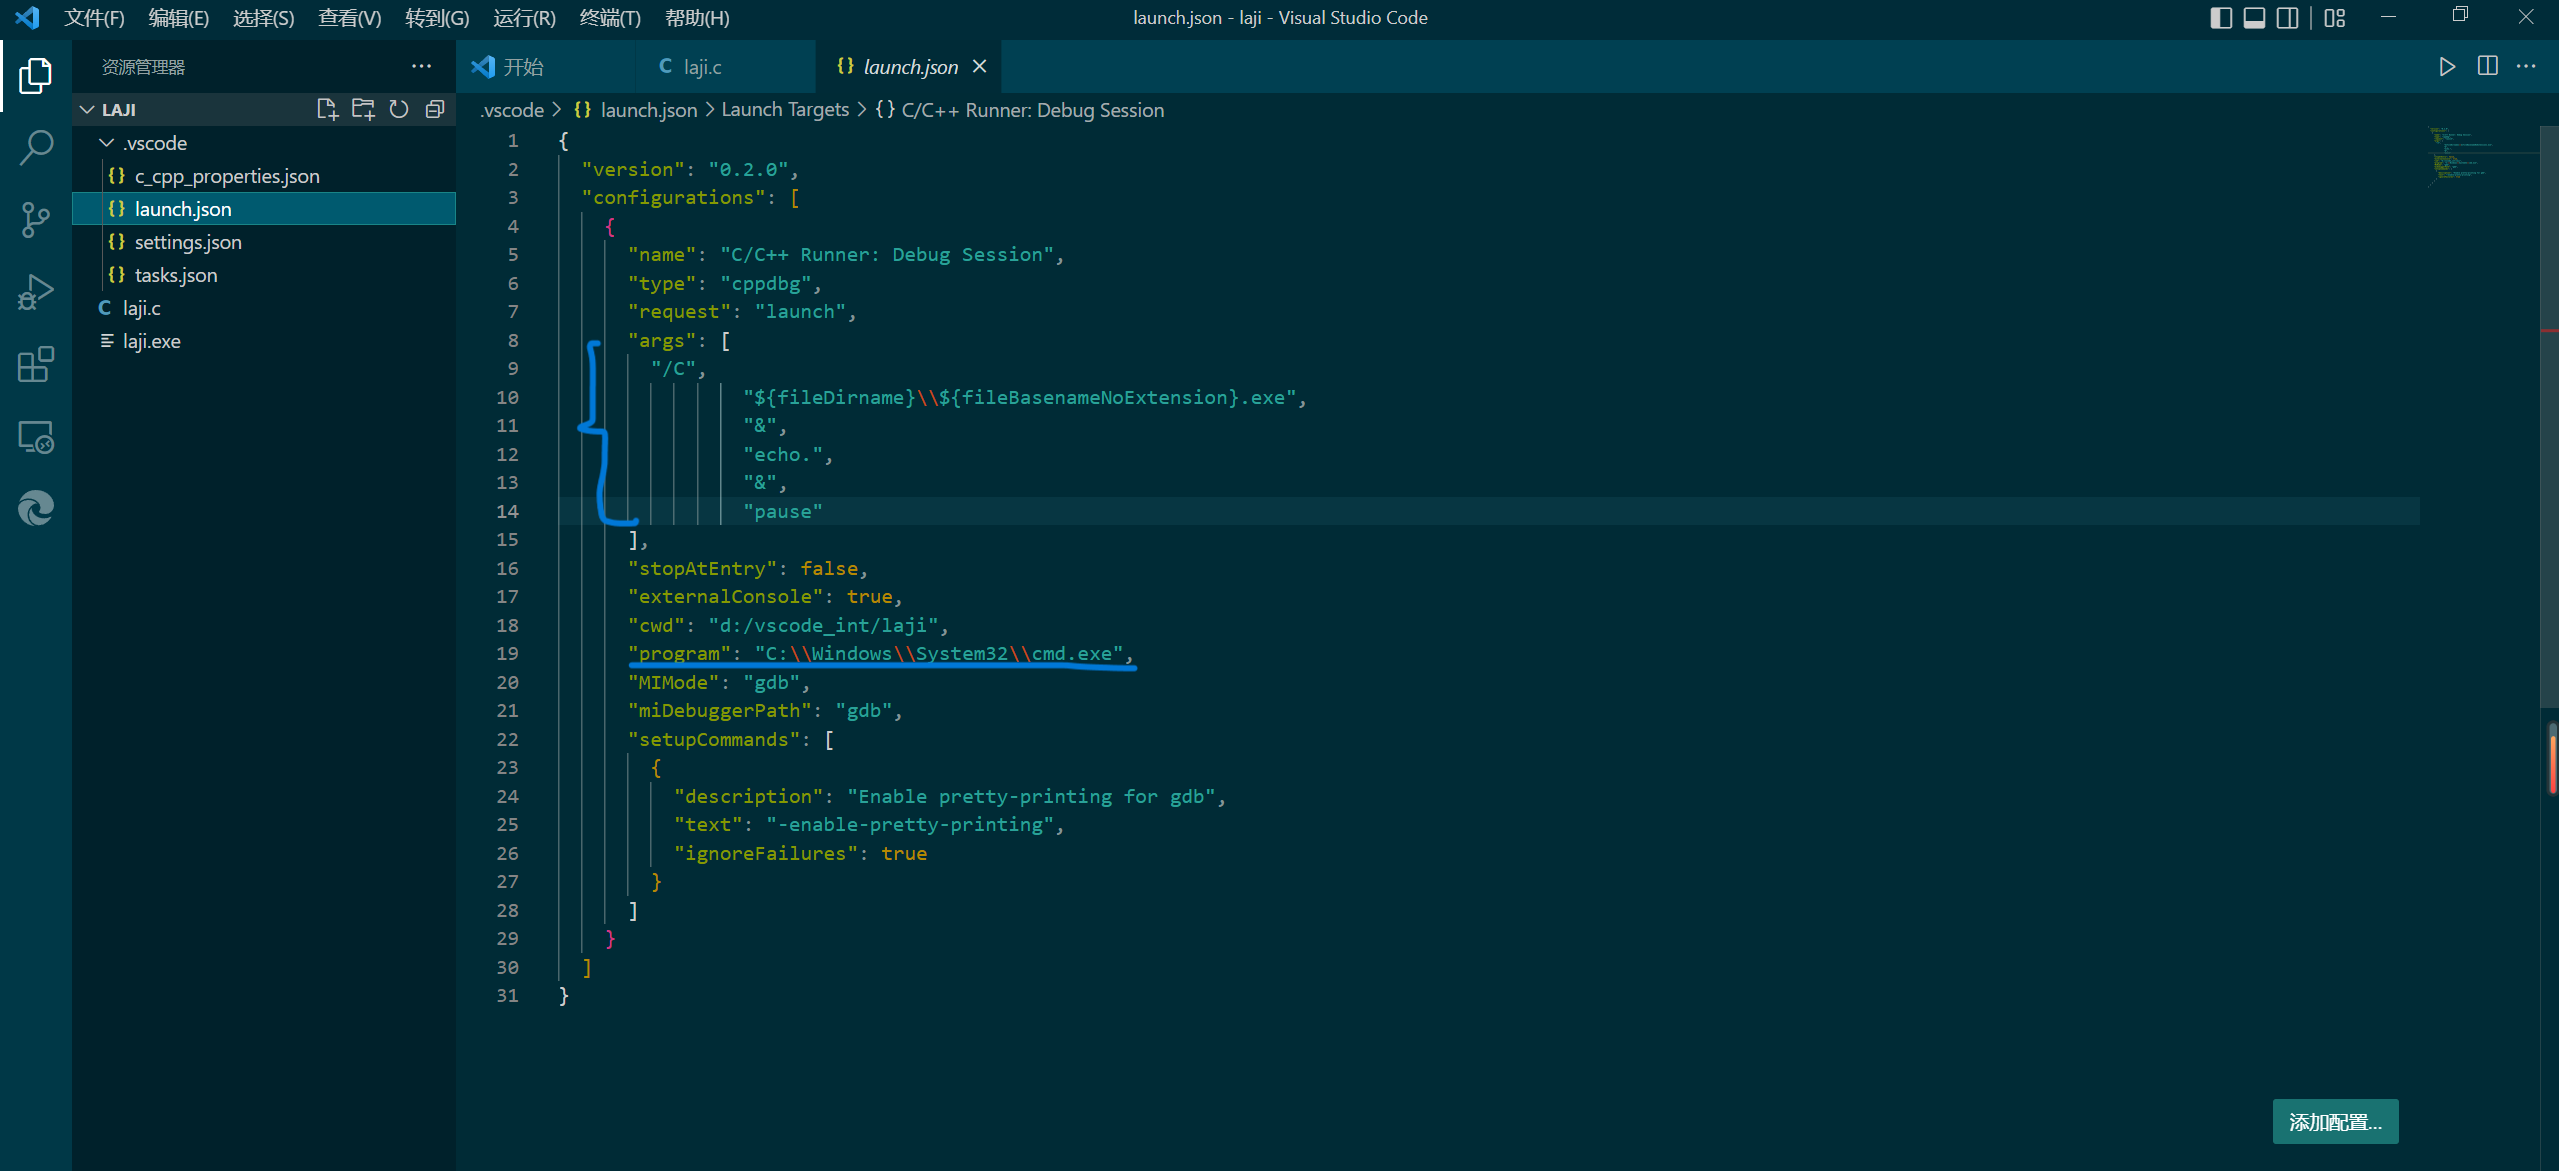 文件(F) 编辑(E) 选择(S) 查看(V) 转到(G) 运行(R) 终端(T) 帮助(H) launch.json - laji - Visual Studio Code
资源管理器
LAJI
.vscode
{} c_cpp_properties.json
{} launch.json
{} settings.json
{} tasks.json
C laji.c
laji.exe
开始 C laji.c {} launch.json
.vscode > {} launch.json > Launch Targets > {} C/C++ Runner: Debug Session
1 {
2 "version": "0.2.0",
3 "configurations": [
4 {
5 "name": "C/C++ Runner: Debug Session",
6 "type": "cppdbg",
7 "request": "launch",
8 "args": [
9 "/C",
10 "${fileDirname}\\${fileBasenameNoExtension}.exe",
11 "&",
12 "echo.",
13 "&",
14 "pause"
15 ],
16 "stopAtEntry": false,
17 "externalConsole": true,
18 "cwd": "d:/vscode_int/laji",
19 "program": "C:\\Windows\\System32\\cmd.exe",
20 "MIMode": "gdb",
21 "miDebuggerPath": "gdb",
22 "setupCommands": [
23 {
24 "description": "Enable pretty-printing for gdb",
25 "text": "-enable-pretty-printing",
26 "ignoreFailures": true
27 }
28 ]
29 }
30 ]
31 }
添加配置...